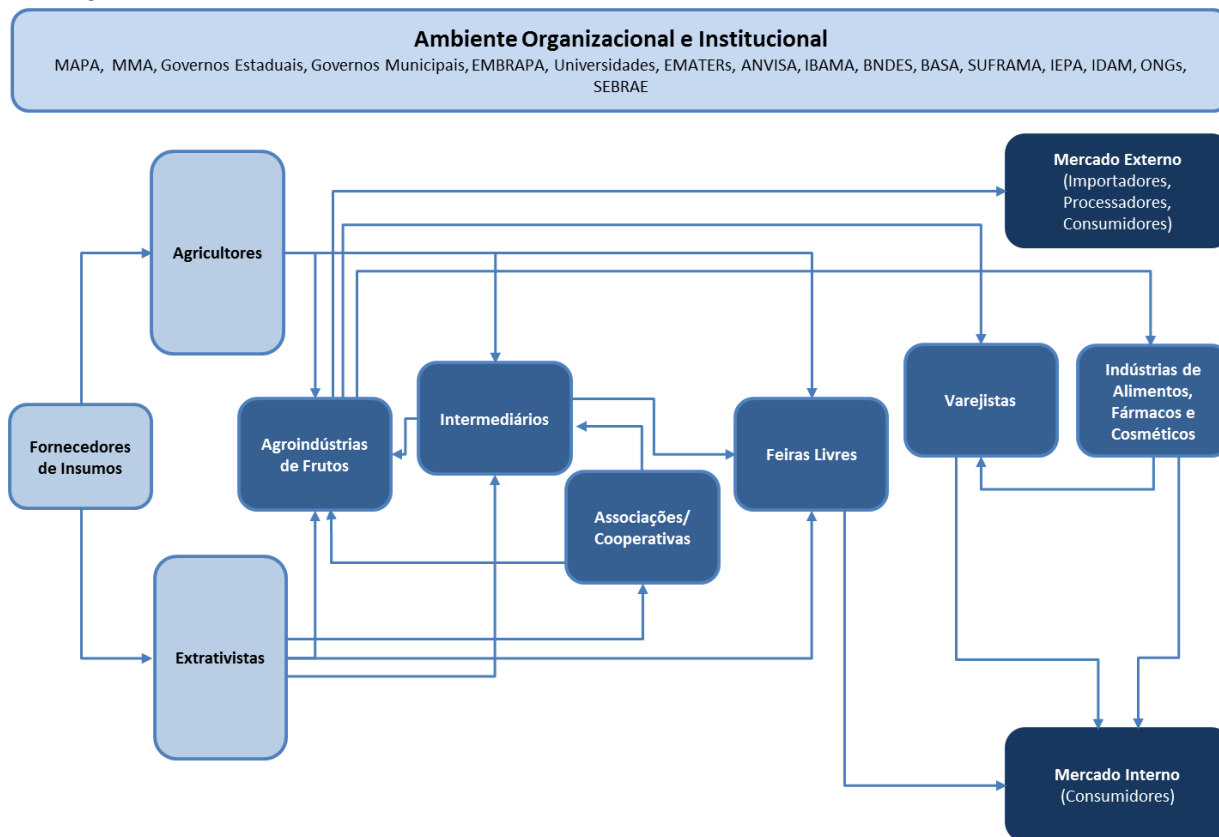 Ambiente Organizacional e Institucional
MAPA, MMA, Governos Estaduais, Governos Municipais, EMBRAPA, Universidades, EMATERs, ANVISA, IBAMA, BNDES, BASA, SUFRAMA, IEPA, IDAM, ONGs,
SEBRAE
Mercado Externo
(Importadores,
Processadores,
Consumidores)
Agricultores
Fornecedores
de Insumos
Agroindústrias
de Frutos
Intermediários
Associações/
Cooperativas
Feiras Livres
Varejistas
Indústrias de
Alimentos,
Fármacos e
Cosméticos
Extrativistas
Mercado Interno
(Consumidores)